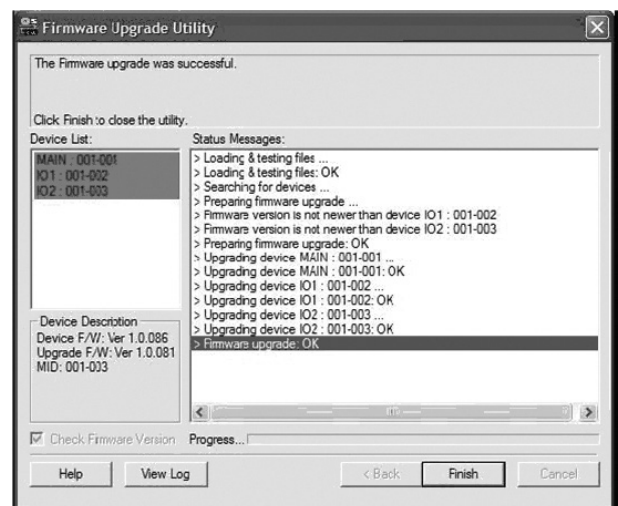 Firmware Upgrade Utility
The Firmware upgrade was successful.
Click Finish to close the utility.
Device List:
MAIN : 001-001
IO1 : 001-002
IO2 : 001-003
Status Messages:
> Loading & testing files ...
> Loading & testing files: OK
> Searching for devices ...
> Preparing firmware upgrade ...
> Firmware version is not newer than device IO1 : 001-002
> Firmware version is not newer than device IO2 : 001-003
> Preparing firmware upgrade: OK
> Upgrading device MAIN : 001-001 ...
> Upgrading device MAIN : 001-001: OK
> Upgrading device IO1 : 001-002 ...
> Upgrading device IO1 : 001-002: OK
> Upgrading device IO2 : 001-003 ...
> Upgrading device IO2 : 001-003: OK
> Firmware upgrade: OK
Device Description
Device F/W: Ver 1.0.086
Upgrade F/W: Ver 1.0.081
MID: 001-003
Check Firmware Version
Progress...
Help
View Log
< Back
Finish
Cancel